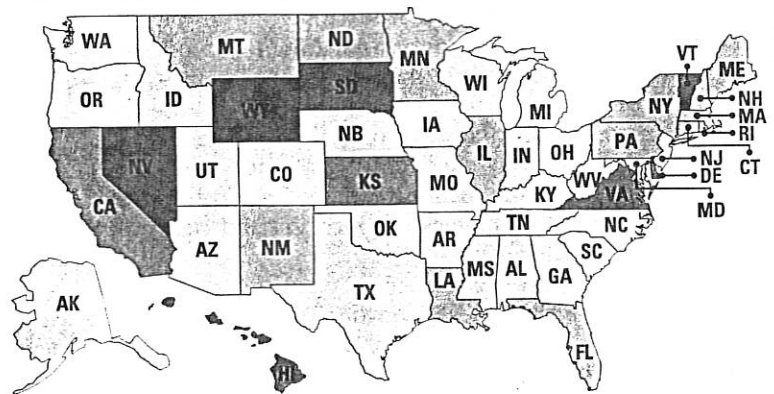 WA
MT
ND
MN
VT
ME
OR
ID
WY
SD
WI
MI
NY
NH
MA
RI
CT
NB
IA
PA
NJ
DE
MD
NV
UT
CO
KS
MO
IL
IN
OH
WV
VA
KY
CA
AZ
NM
OK
AR
TN
NC
SC
MS
AL
GA
LA
TX
FL
AK
HI